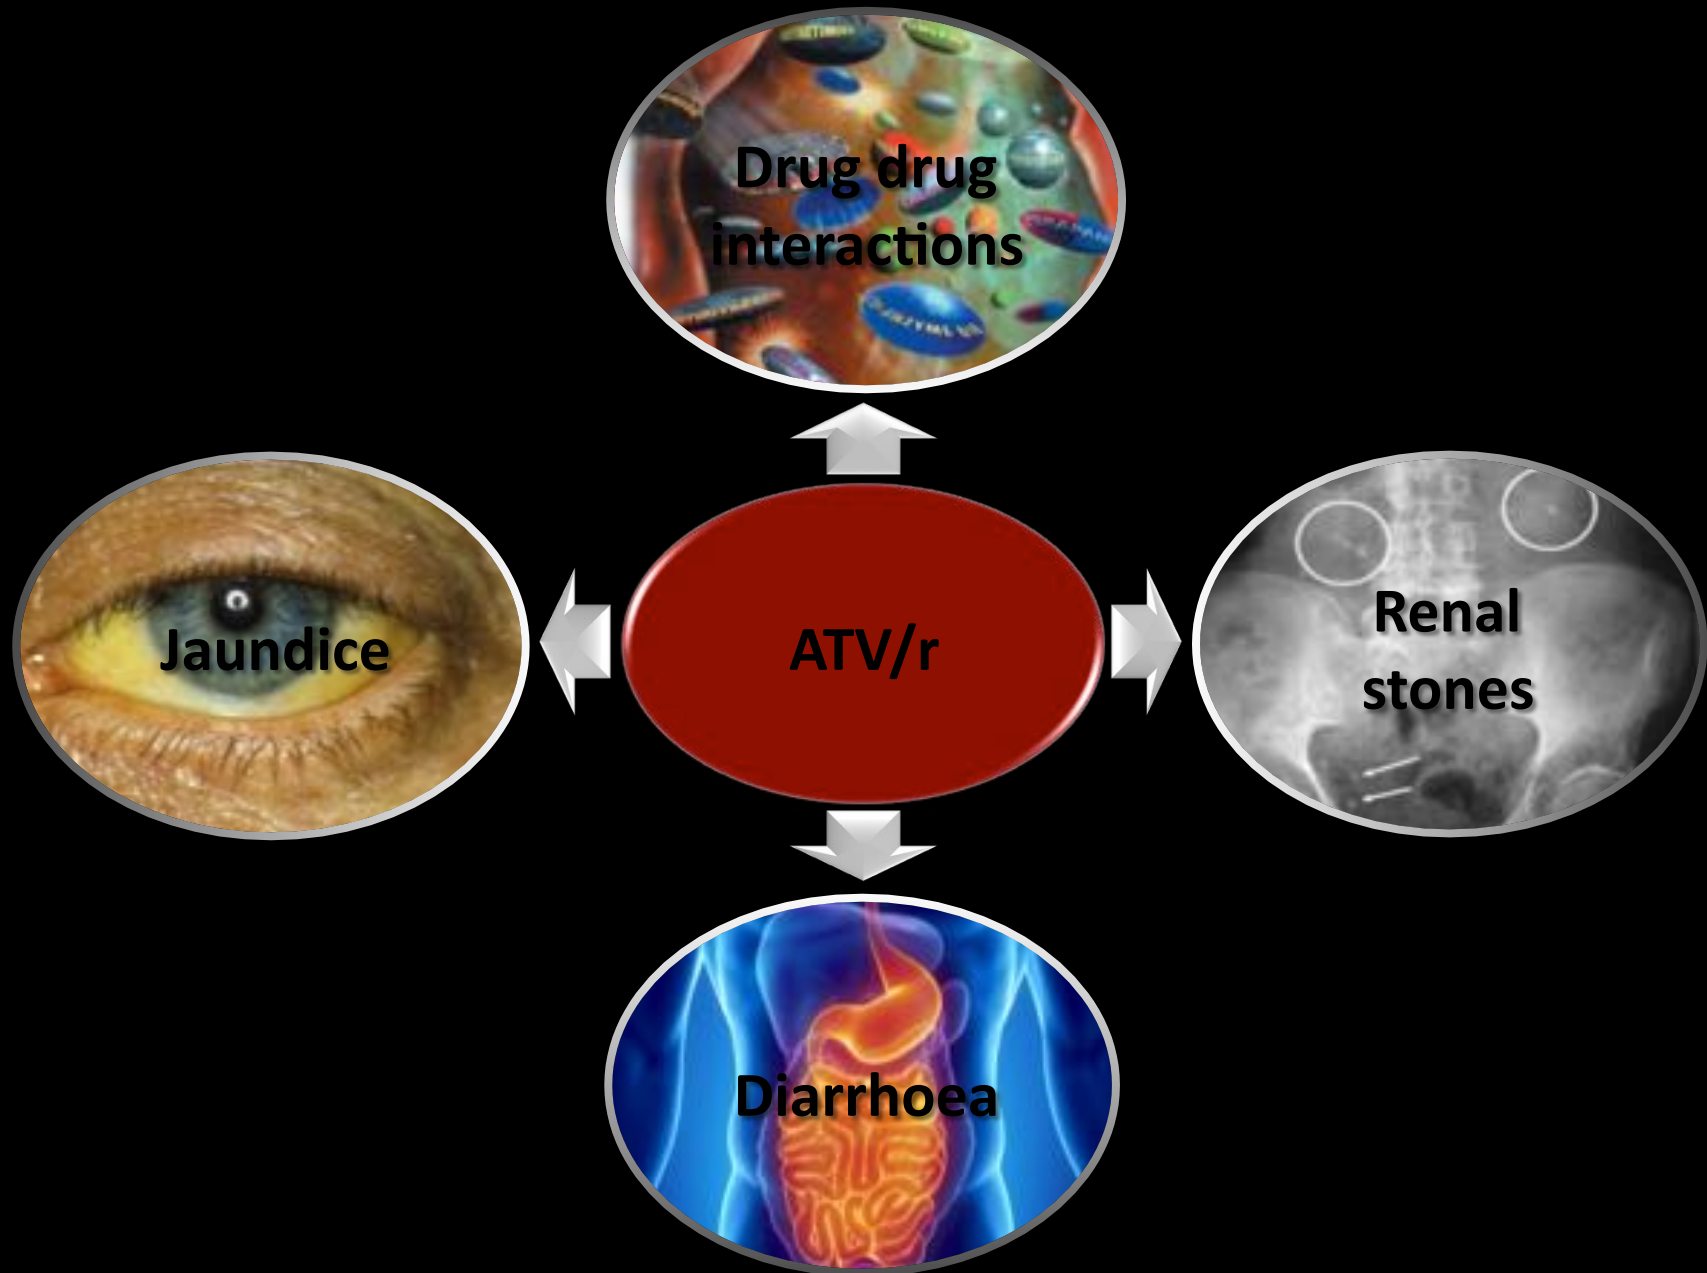 Drug drug
interactions
Jaundice
ATV/r
Renal
stones
Diarrhoea